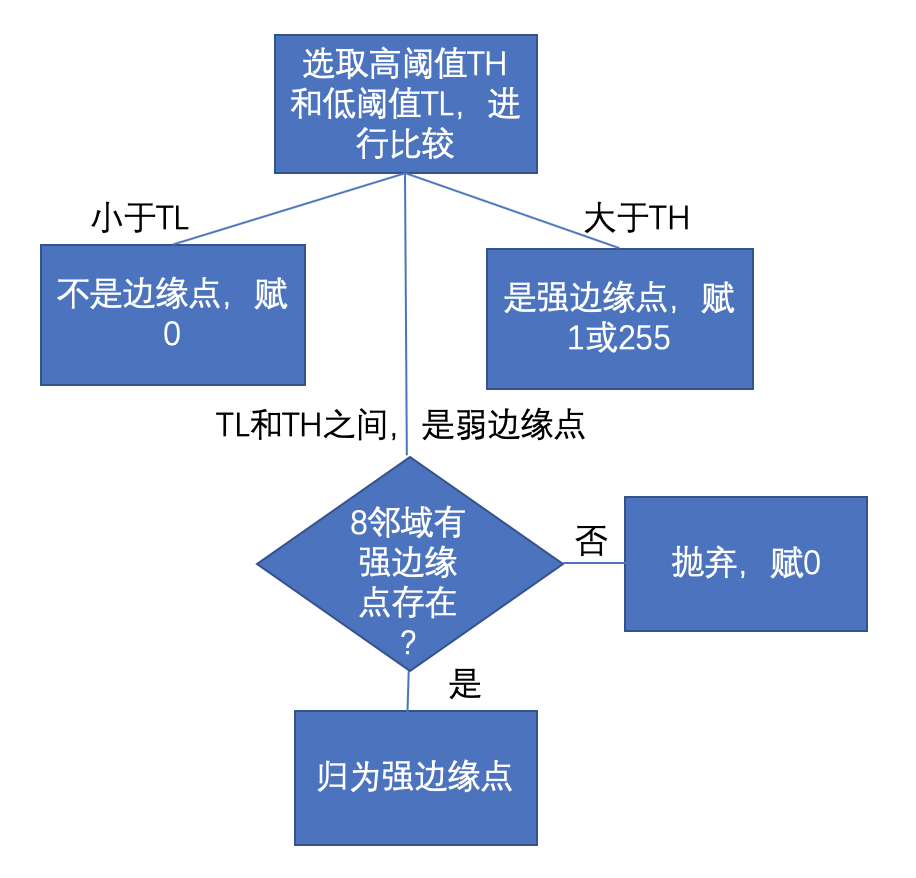 选取高阈值TH
和低阈值TL，进
行比较
小于TL
大于TH
不是边缘点，赋
0
是强边缘点，赋
1或255
TL和TH之间，是弱边缘点
8邻域有
强边缘
点存在
?
否
抛弃，赋0
是
归为强边缘点